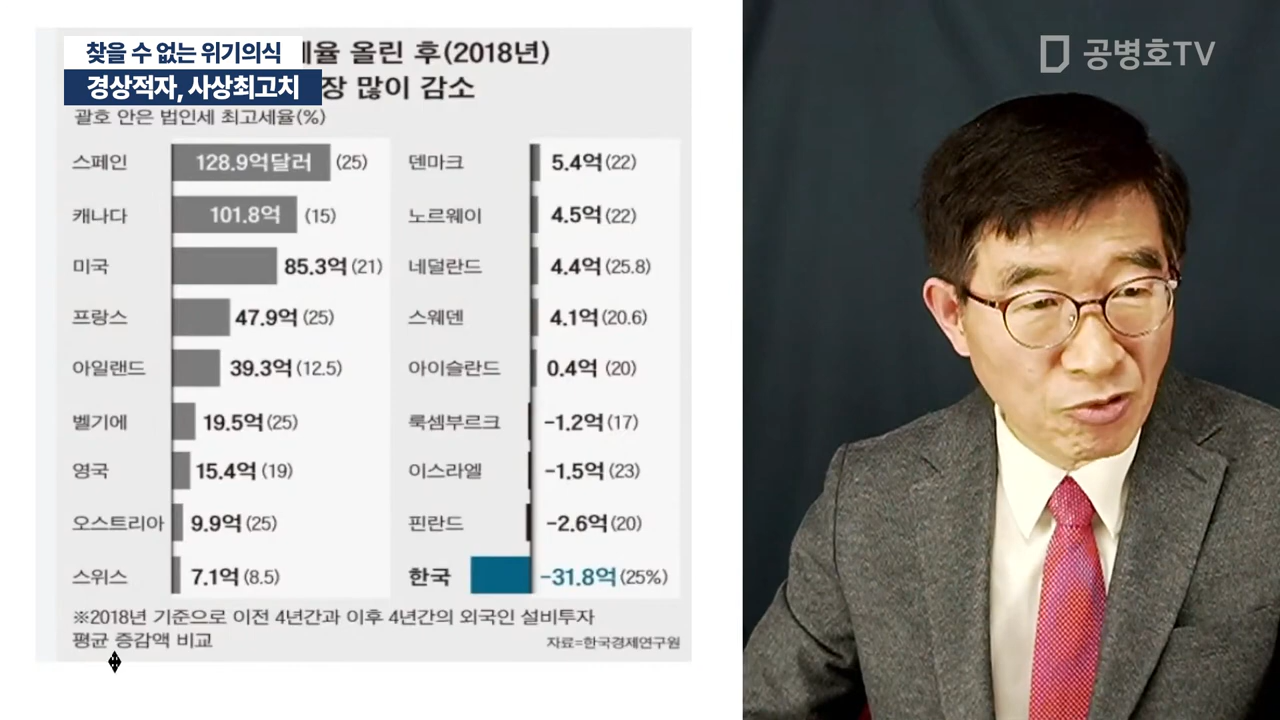 찾을 수 없는 위기의식
경상적자, 사상최고치
세율 올린 후(2018년)
장 많이 감소
괄호 안은 법인세 최고세율(%)
스페인 128.9억달러 (25)
캐나다 101.8억 (15)
미국 85.3억(21)
프랑스 47.9억(25)
아일랜드 39.3억(12.5)
벨기에 19.5억(25)
영국 15.4억(19)
오스트리아 9.9억(25)
스위스 7.1억(8.5)
덴마크 5.4억(22)
노르웨이 4.5억(22)
네덜란드 4.4억(25.8)
스웨덴 4.1억(20.6)
아이슬란드 0.4억 (20)
룩셈부르크 -1.2억(17)
이스라엘 -1.5억(23)
핀란드 -2.6억(20)
한국 -31.8억(25%)
※2018년 기준으로 이전 4년간과 이후 4년간의 외국인 설비투자
평균 증감액 비교
자료=한국경제연구원
공병호TV